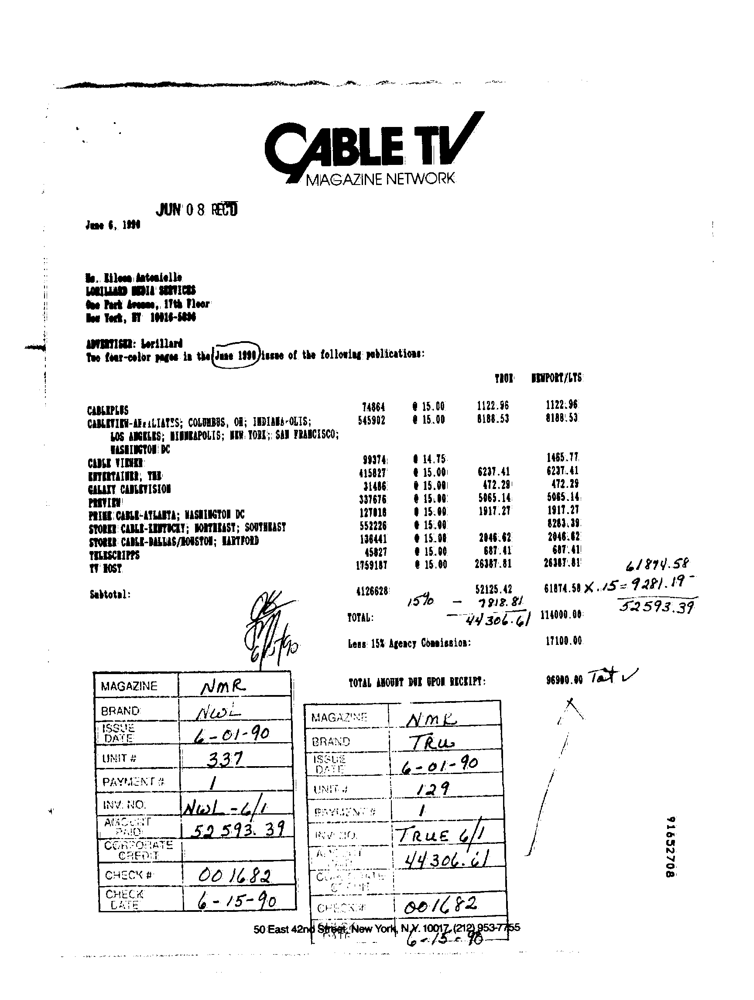 CABLE TV
MAGAZINE NETWORK
JUN 08 REC'D
June 6, 1990
Ms. Eileen Antonielle
LORILLARD MEDIA SERVICES
One Park Avenue, 17th Floor
New York, NY 10016-5896
ADVERTISER: Lorillard
Two four-color pages in the June 1990 issue of the following publications:
TRUE NEWPORT/LTS
CABLEPLUS 74864 @ 15.00 1122.96 1122.96
CABLEVIEW-AFFILIATES; COLUMBUS, OH; INDIANA-OLIS; 545902 @ 15.00 8188.53 8188.53
LOS ANGELES; MINNEAPOLIS; NEW YORK; SAN FRANCISCO;
WASHINGTON DC
CABLE VIEWER 99374 @ 14.75 1465.77
ENTERTAINER, THE 415827 @ 15.00 6237.41 6237.41
GALAXY CABLEVISION 31486 @ 15.00 472.29 472.29
PREVIEW 337676 @ 15.00 5065.14 5065.14
PRIME CABLE-ATLANTA; WASHINGTON DC 127818 @ 15.00 1917.27 1917.27
STORER CABLE-KENTUCKY; NORTHEAST; SOUTHEAST 552226 @ 15.00 8283.39
STORER CABLE-DALLAS/HOUSTON; HARTFORD 136441 @ 15.00 2046.62 2046.62
TELESCRIPPS 45827 @ 15.00 687.41 687.41
TV HOST 1759187 @ 15.00 26387.81 26387.81
61874.58
Subtotal: 4126628 52125.42 61874.58 X .15 = 9281.19 -
15% - 7818.81
52593.39
TOTAL: 44306.61 114000.00
6/15/90
Less 15% Agency Commission: 17100.00
TOTAL AMOUNT DUE UPON RECEIPT: 96900.00 Tot ✓
MAGAZINE NMR
BRAND NWL
ISSUE DATE 6-01-90
UNIT # 337
PAYMENT # 1
INV. NO. NWL-6/1
AMOUNT PAID 52593.39
CORPORATE CREDIT
CHECK # 001682
CHECK DATE 6-15-90
MAGAZINE NMR
BRAND TRU
ISSUE DATE 6-01-90
UNIT # 129
PAYMENT # 1
INV. NO. TRUE 6/1
44306.61
CHECK # 001682
6-15-90
50 East 42nd Street, New York, N.Y. 10017 (212) 953-7755
91652708